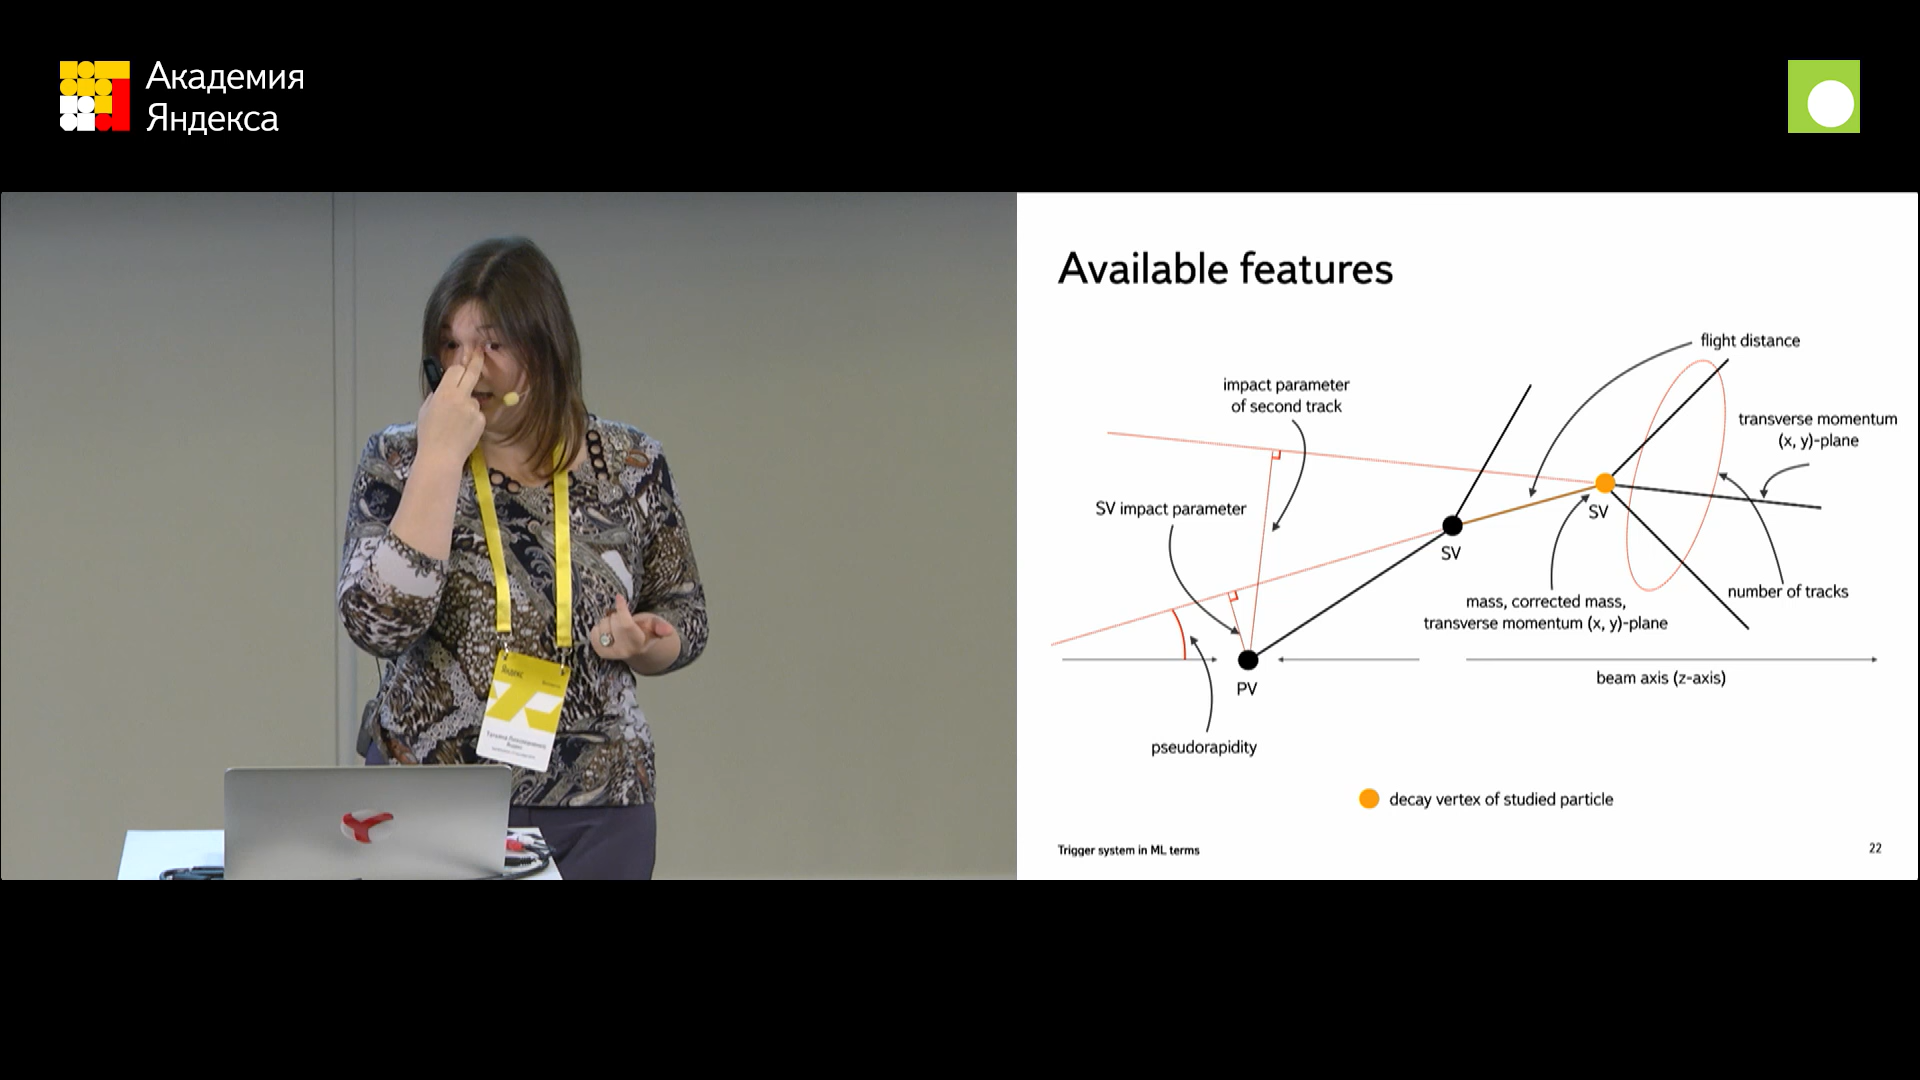 Академия
Яндекса
Available features
flight distance
impact parameter
of second track
transverse momentum
(x, y)-plane
SV impact parameter
SV
SV
number of tracks
mass, corrected mass,
transverse momentum (x, y)-plane
beam axis (z-axis)
PV
pseudorapidity
decay vertex of studied particle
Trigger system in ML terms
22